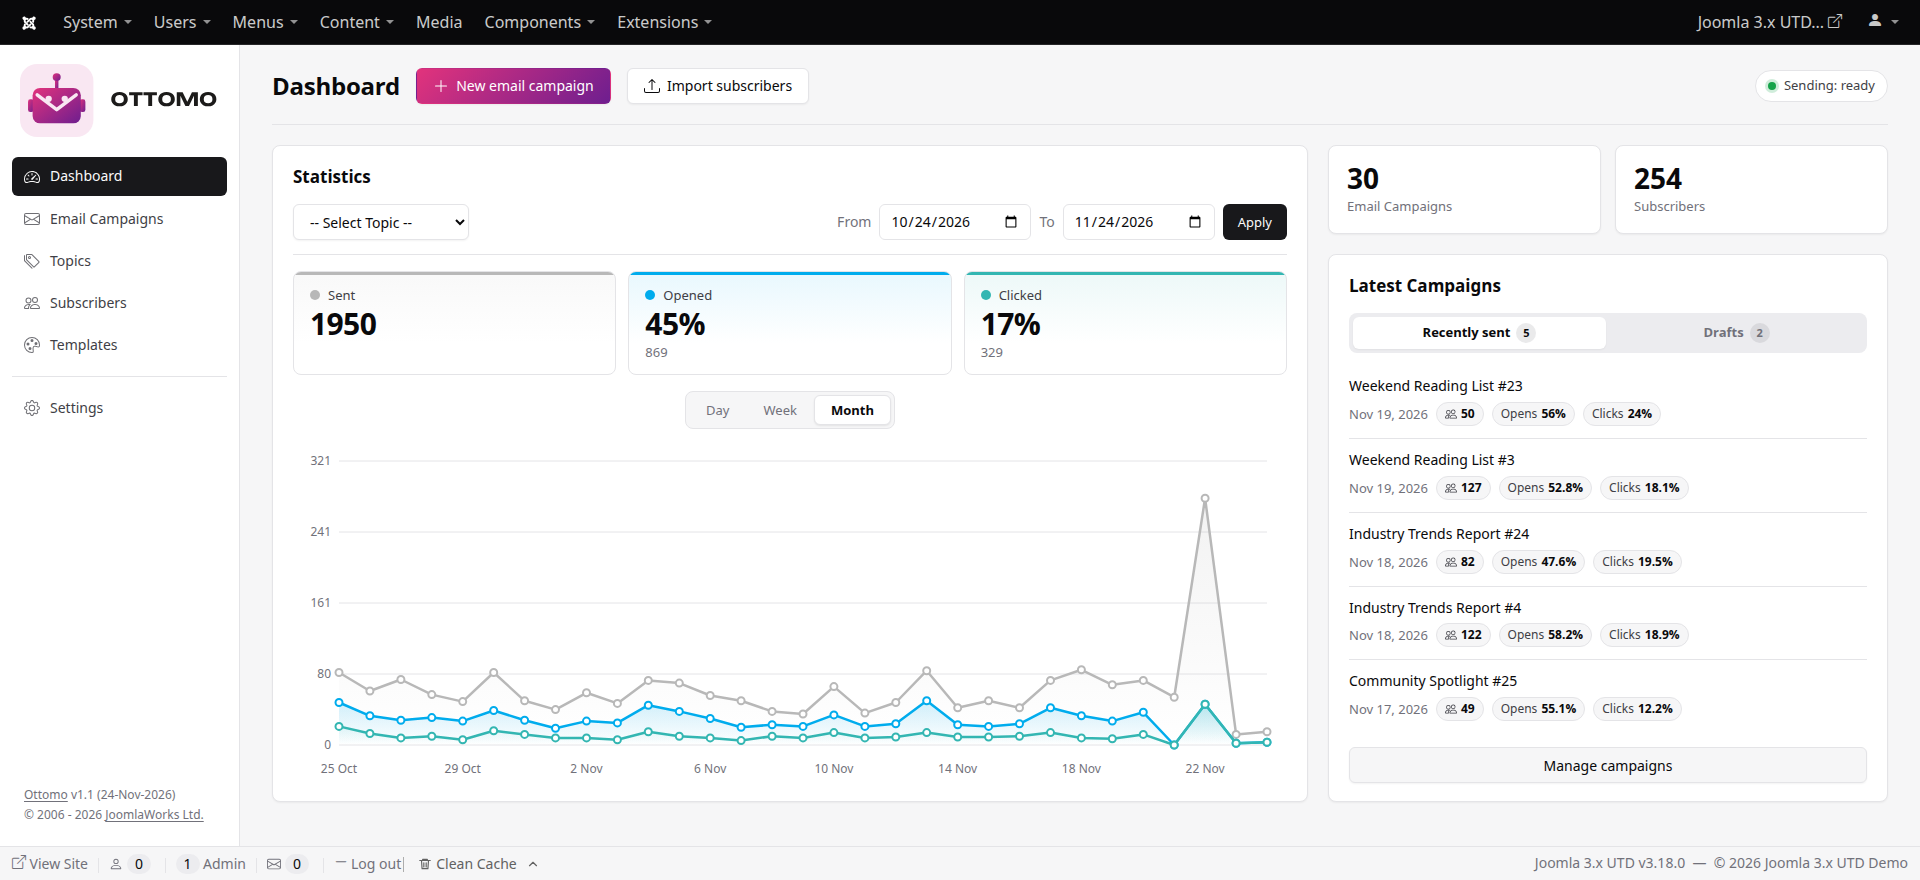 System Users Menus Content Media Components Extensions Joomla 3.x UTD...
OTTOMO
Dashboard
Email Campaigns
Topics
Subscribers
Templates
Settings
Ottomo v1.1 (24-Nov-2026)
© 2006 - 2026 JoomlaWorks Ltd.
Dashboard New email campaign Import subscribers Sending: ready
Statistics
-- Select Topic -- From 10/24/2026 To 11/24/2026 Apply
Sent
1950
Opened
45%
869
Clicked
17%
329
Day Week Month
321
241
161
80
0
25 Oct 29 Oct 2 Nov 6 Nov 10 Nov 14 Nov 18 Nov 22 Nov
30
Email Campaigns
254
Subscribers
Latest Campaigns
Recently sent 5 Drafts 2
Weekend Reading List #23
Nov 19, 2026 50 Opens 56% Clicks 24%
Weekend Reading List #3
Nov 19, 2026 127 Opens 52.8% Clicks 18.1%
Industry Trends Report #24
Nov 18, 2026 82 Opens 47.6% Clicks 19.5%
Industry Trends Report #4
Nov 18, 2026 122 Opens 58.2% Clicks 18.9%
Community Spotlight #25
Nov 17, 2026 49 Opens 55.1% Clicks 12.2%
Manage campaigns
View Site 0 1 Admin 0 Log out Clean Cache Joomla 3.x UTD v3.18.0 — © 2026 Joomla 3.x UTD Demo